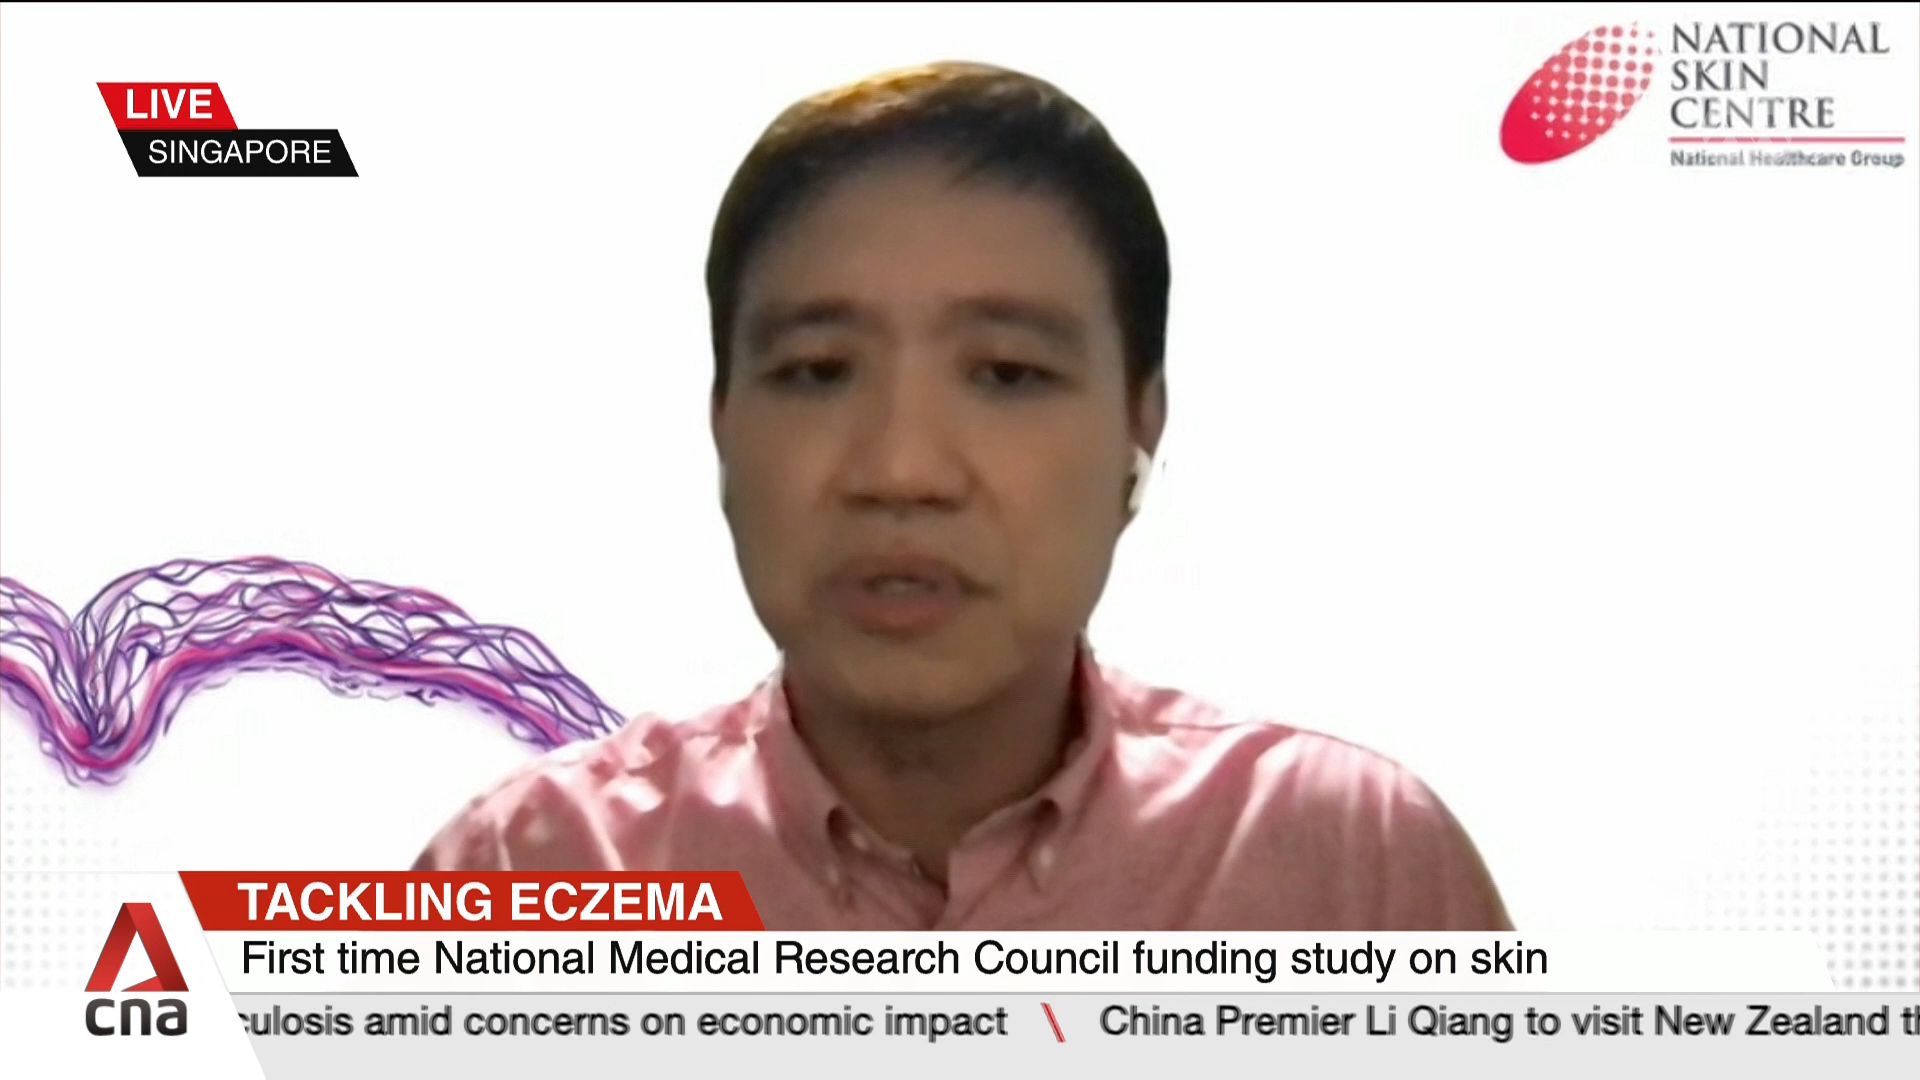 LIVE
SINGAPORE
NATIONAL
SKIN
CENTRE
National Healthcare Group
TACKLING ECZEMA
First time National Medical Research Council funding study on skin
cna
amid concerns on economic impact \ China Premier Li Qiang to visit New Zealand